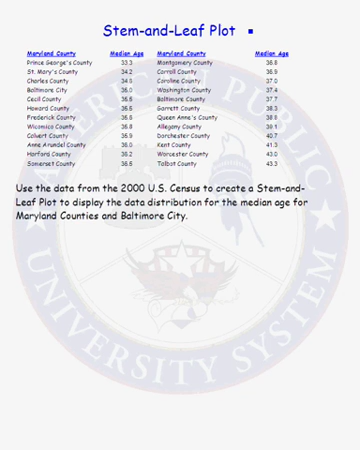 Stem-and-Leaf Plot
Maryland County Median Age Maryland County Median Age
Prince George's County 33.3 Montgomery County 36.8
St. Mary's County 34.2 Carroll County 36.9
Charles County Caroline County 37.0
Baltimore City 35.0 Washington County 37.4
Cecil County 35.5 Baltimore County 37.7
Howard County 35.5 Garrett County 38.3
Frederick County 35.6 Queen Anne's County 38.8
Wicomico County 35.8 Allegany County 39.1
Calvert County 35.9 Dorchester County 40.7
Anne Arundel County 36.0 Kent County 41.3
Harford County 36.2 Worcester County 43.0
Somerset County 36.5 Talbot County 43.3
Use the data from the 2000 U.S. Census to create a Stem-and-
Leaf Plot to display the data distribution for the median age for
Maryland Counties and Baltimore City.
AMERICAN PUBLIC
UNIVERSITY SYSTEM